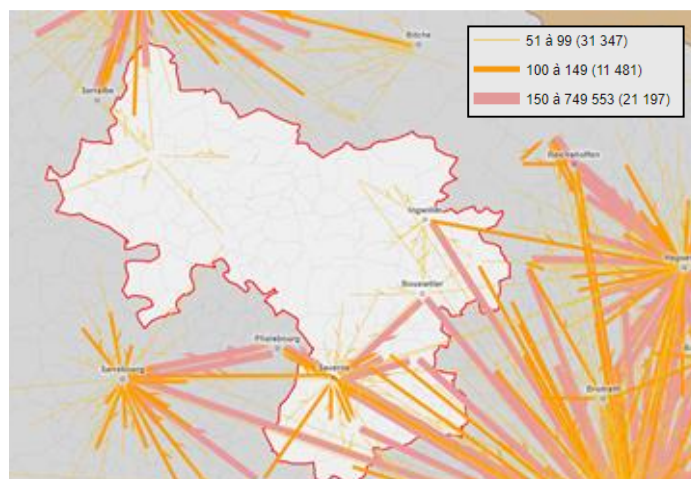 Bitche
51 à 99 (31 347)
100 à 149 (11 481)
150 à 749 553 (21 197)
Sarralbe
Reichshoffen
Ingwiller
Bouxwiller
Phalsbourg
Saverne
Sarrebourg
Brumath